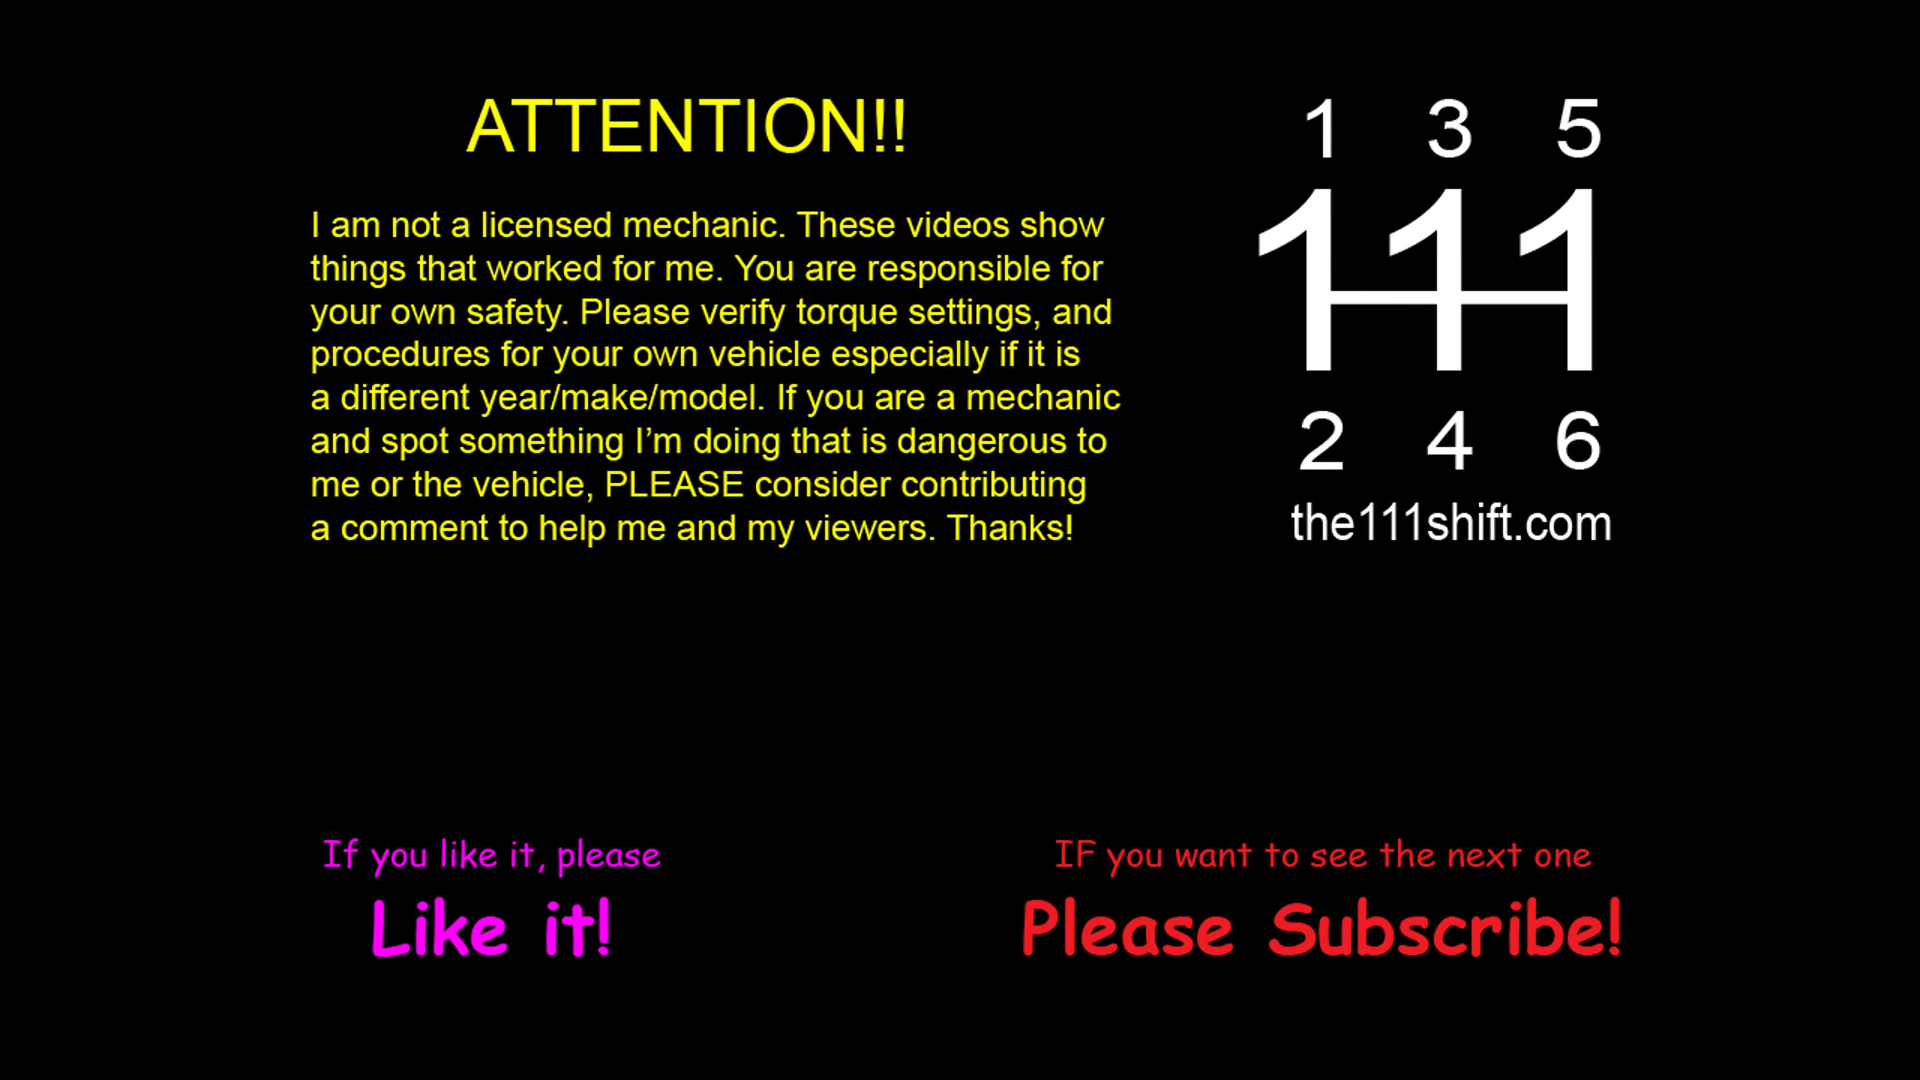 ATTENTION!!
I am not a licensed mechanic. These videos show
things that worked for me. You are responsible for
your own safety. Please verify torque settings, and
procedures for your own vehicle especially if it is
a different year/make/model. If you are a mechanic
and spot something I’m doing that is dangerous to
me or the vehicle, PLEASE consider contributing
a comment to help me and my viewers. Thanks!
1 3 5
111
2 4 6
the111shift.com
If you like it, please
Like it!
IF you want to see the next one
Please Subscribe!